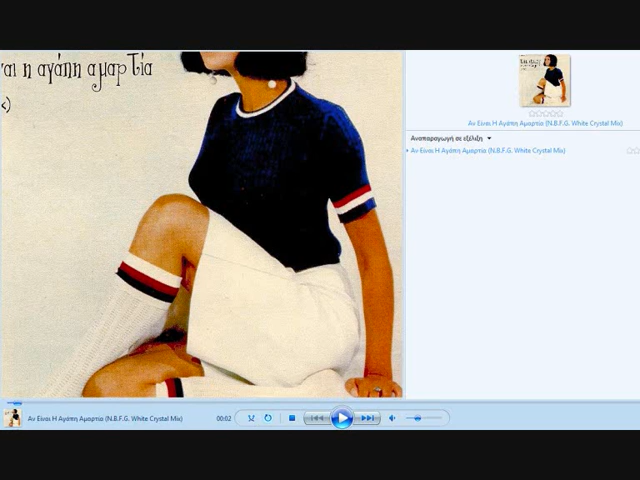 'αι η αγάπη αμαρτία
<)
Αν Είναι Η Αγάπη Αμαρτία (N.B.F.G. White Crystal Mix)
Αναπαραγωγή σε εξέλιξη
Αν Είναι Η Αγάπη Αμαρτία (N.B.F.G. White Crystal Mix)
Αν Είναι Η Αγάπη Αμαρτία (N.B.F.G. White Crystal Mix)
00:02